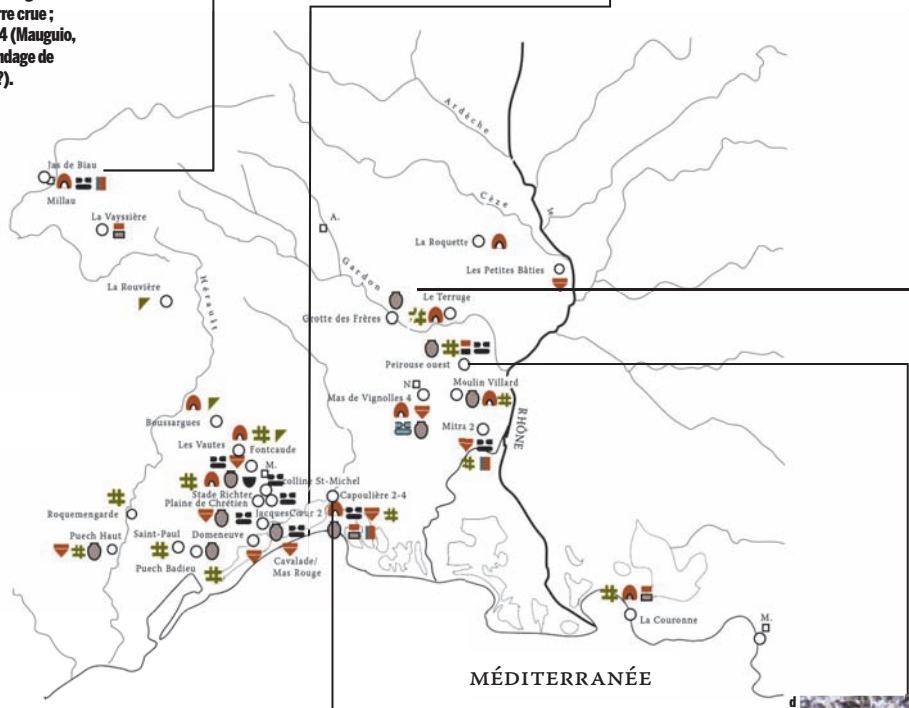 rre crue ;
4 (Mauguio,
ndage de
?).
Ardèche
Jas de Biau
Millau
La Vayssière
Cèze
A.
La Roquette
Les Petites Bâties
Hérault
La Rouvière
Gardon
Le Terruge
Grotte des Frères
Peirouse ouest
N.
Moulin Villard
Mas de Vignolles 4
RHÔNE
Mitra 2
Boussargues
Les Vautes
Fontcaude
M.
colline St-Michel
Stade Richter
Capoulière 2-4
Plaine de Chrétien
Roquemengarde
Jacques Cœur 2
Puech Haut
Saint-Paul
Domeneuve
Cavalade/
Mas Rouge
Puech Badieu
La Couronne
M.
MÉDITERRANÉE
d